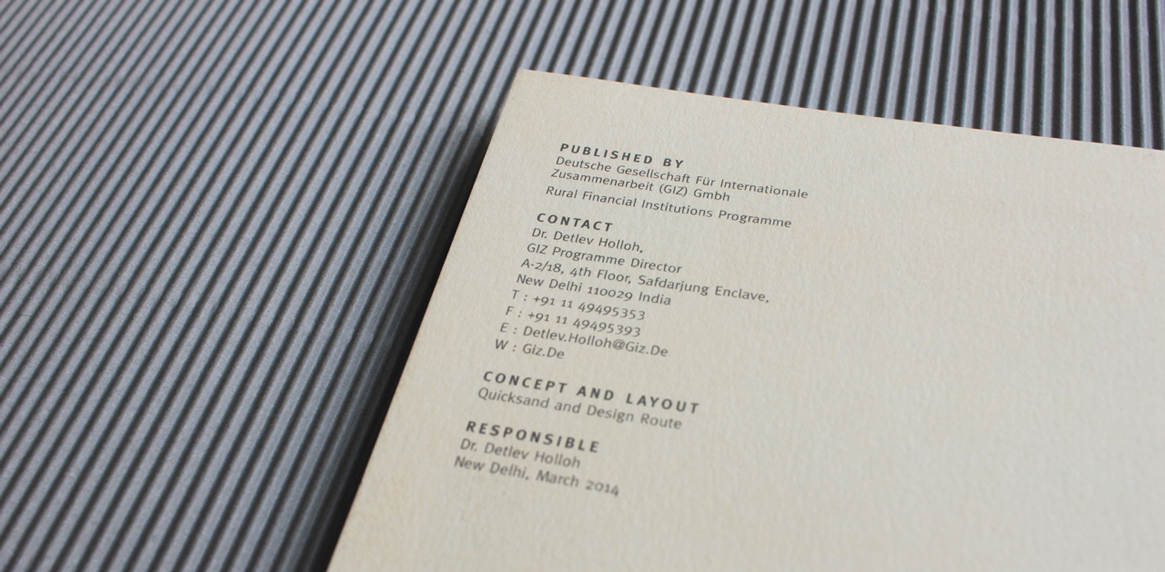 PUBLISHED BY
Deutsche Gesellschaft Für Internationale
Zusammenarbeit (GIZ) Gmbh
Rural Financial Institutions Programme
CONTACT
Dr. Detlev Holloh,
GIZ Programme Director
A-2/18, 4th Floor, Safdarjung Enclave,
New Delhi 110029 India
T : +91 11 49495353
F : +91 11 49495393
E : Detlev.Holloh@Giz.De
W : Giz.De
CONCEPT AND LAYOUT
Quicksand and Design Route
RESPONSIBLE
Dr. Detlev Holloh
New Delhi, March 2014